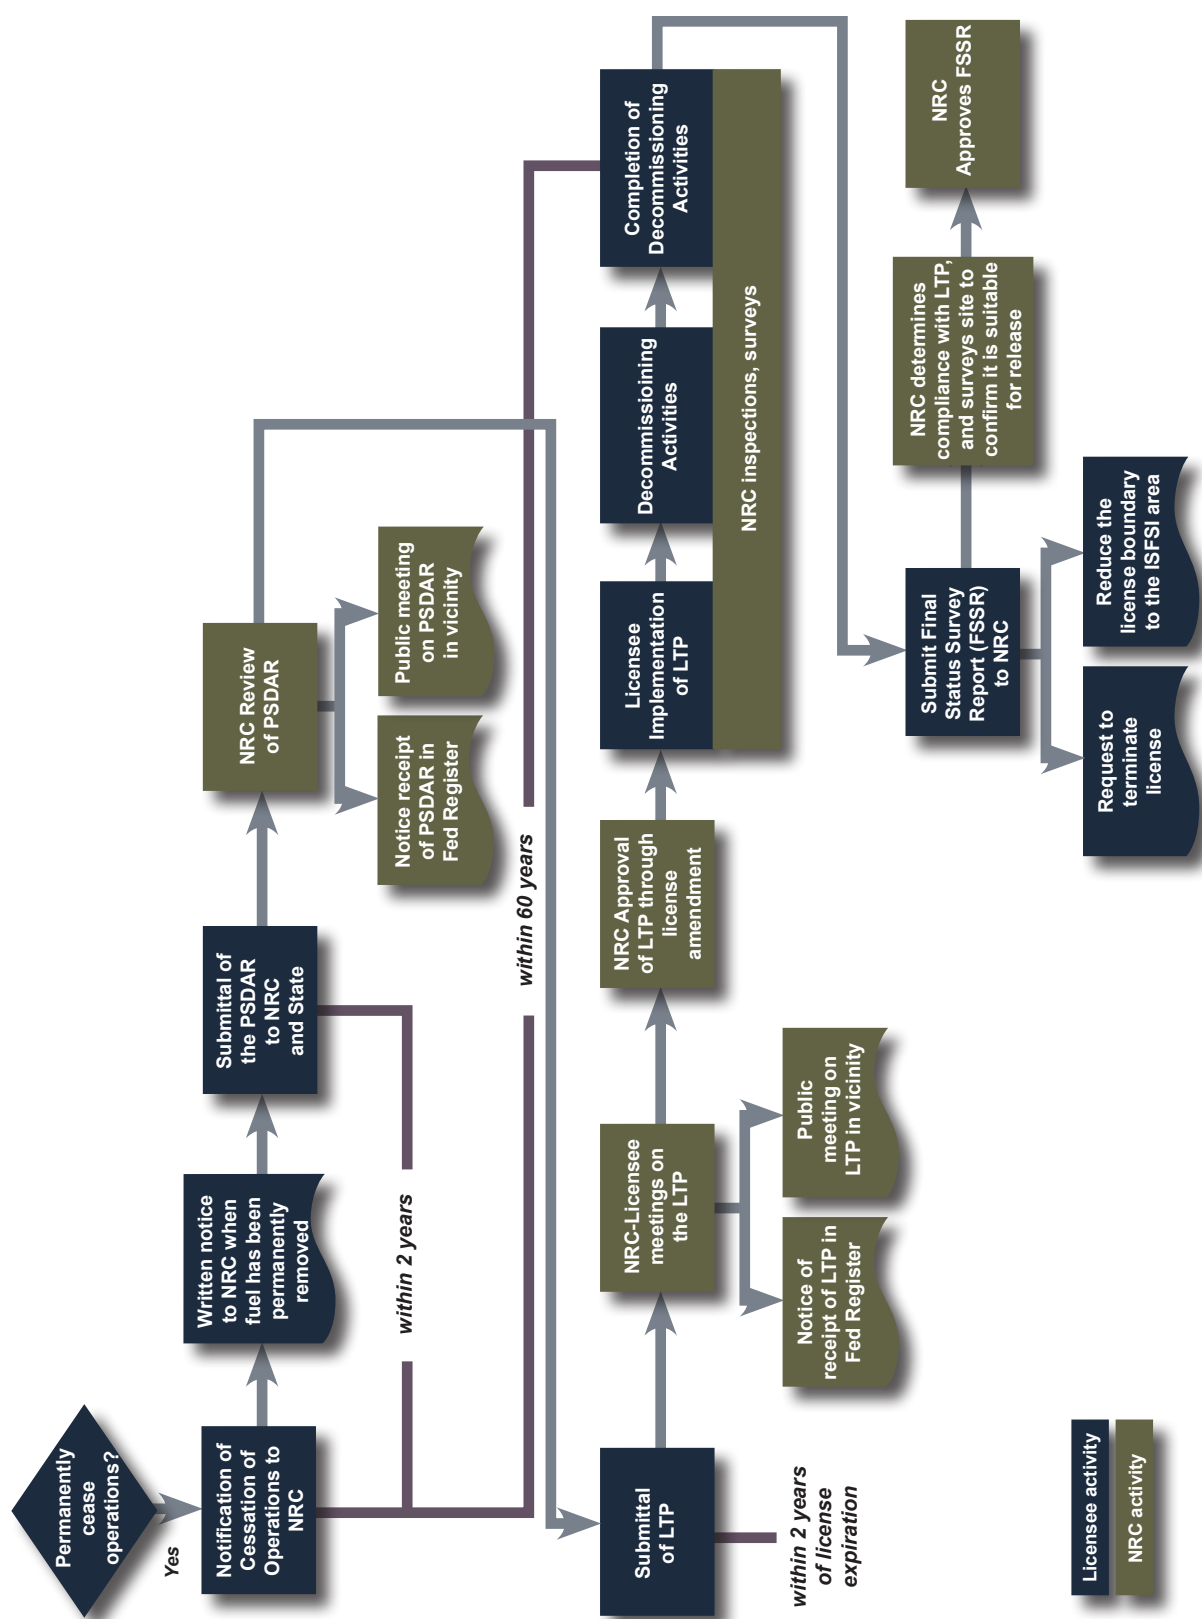 Permanently
cease
operations?
Yes
Notification of
Cessation of
Operations to
NRC
Written notice
to NRC when
fuel has been
permanently
removed
Submittal of
the PSDAR
to NRC
and State
NRC Review
of PSDAR
Notice receipt
of PSDAR in
Fed Register
Public meeting
on PSDAR
in vicinity
within 2 years
within 60 years
Submittal
of LTP
within 2 years
of license
expiration
NRC-Licensee
meetings on
the LTP
Notice of
receipt of LTP in
Fed Register
Public
meeting on
LTP in vicinity
NRC Approval
of LTP through
license
amendment
Licensee
Implementation
of LTP
Decommissioining
Activities
Completion of
Decommissioning
Activities
NRC inspections, surveys
Submit Final
Status Survey
Report (FSSR)
to NRC
Request to
terminate
license
Reduce the
license boundary
to the ISFSI area
NRC determines
compliance with LTP,
and surveys site to
confirm it is suitable
for release
NRC
Approves FSSR
Licensee activity
NRC activity